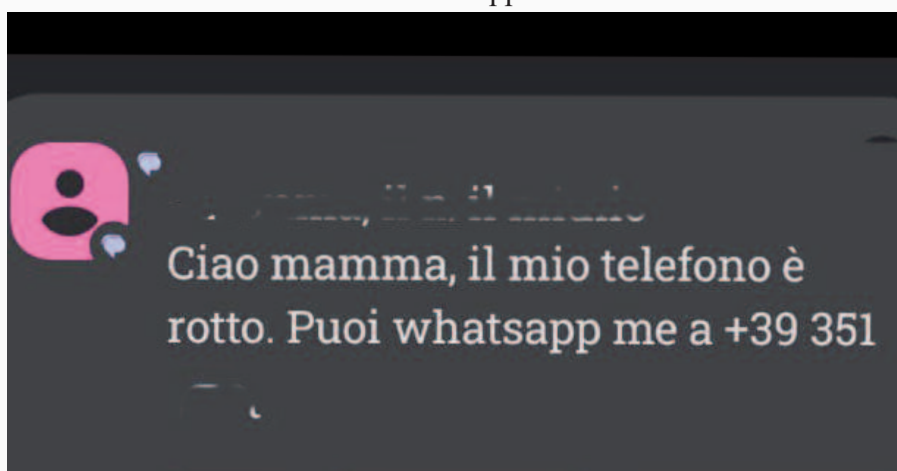 Ciao mamma, il mio telefono è
rotto. Puoi whatsapp me a +39 351